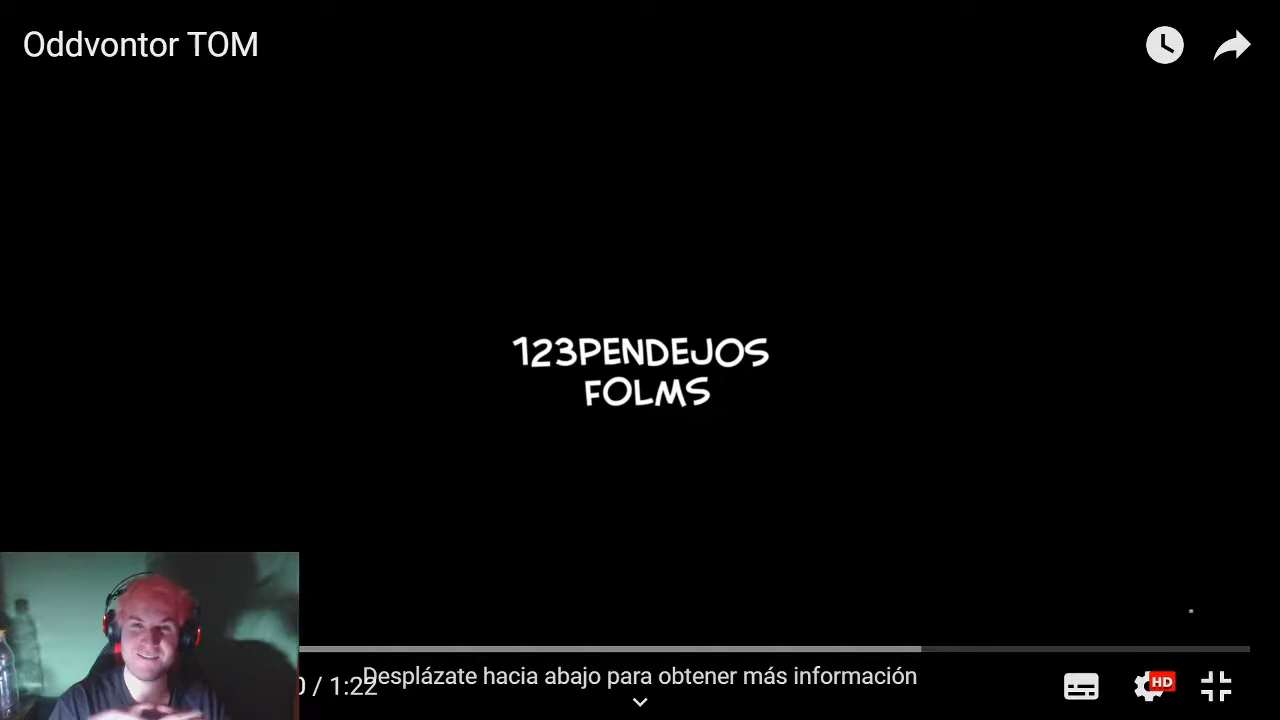 Oddvontor TOM
123PENDEJOS
FOLMS
0 / 1:22
Desplázate hacia abajo para obtener más información
HD